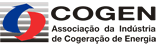 COGEN
Associação da Indústria
de Cogeração de Energia